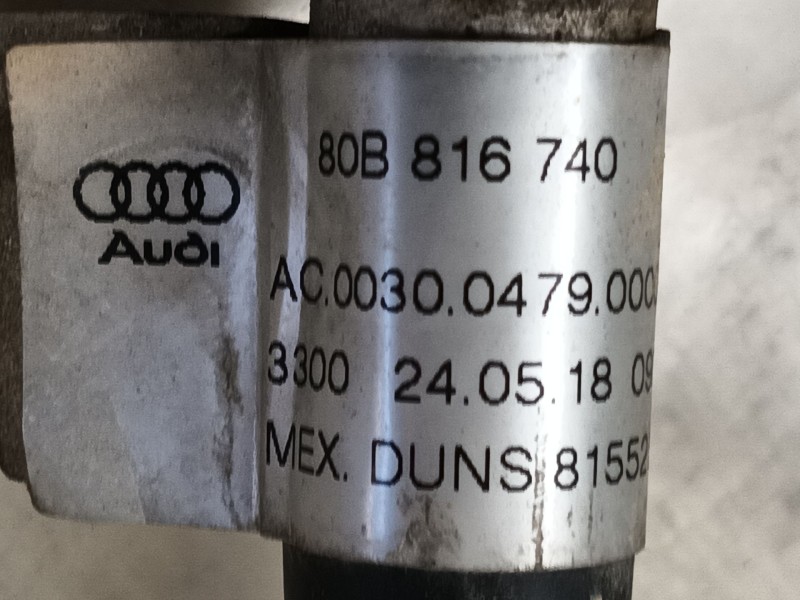 80B 816 740
Audi
AC.0030.0479.000
3300 24.05.18 09
MEX. DUNS 81552